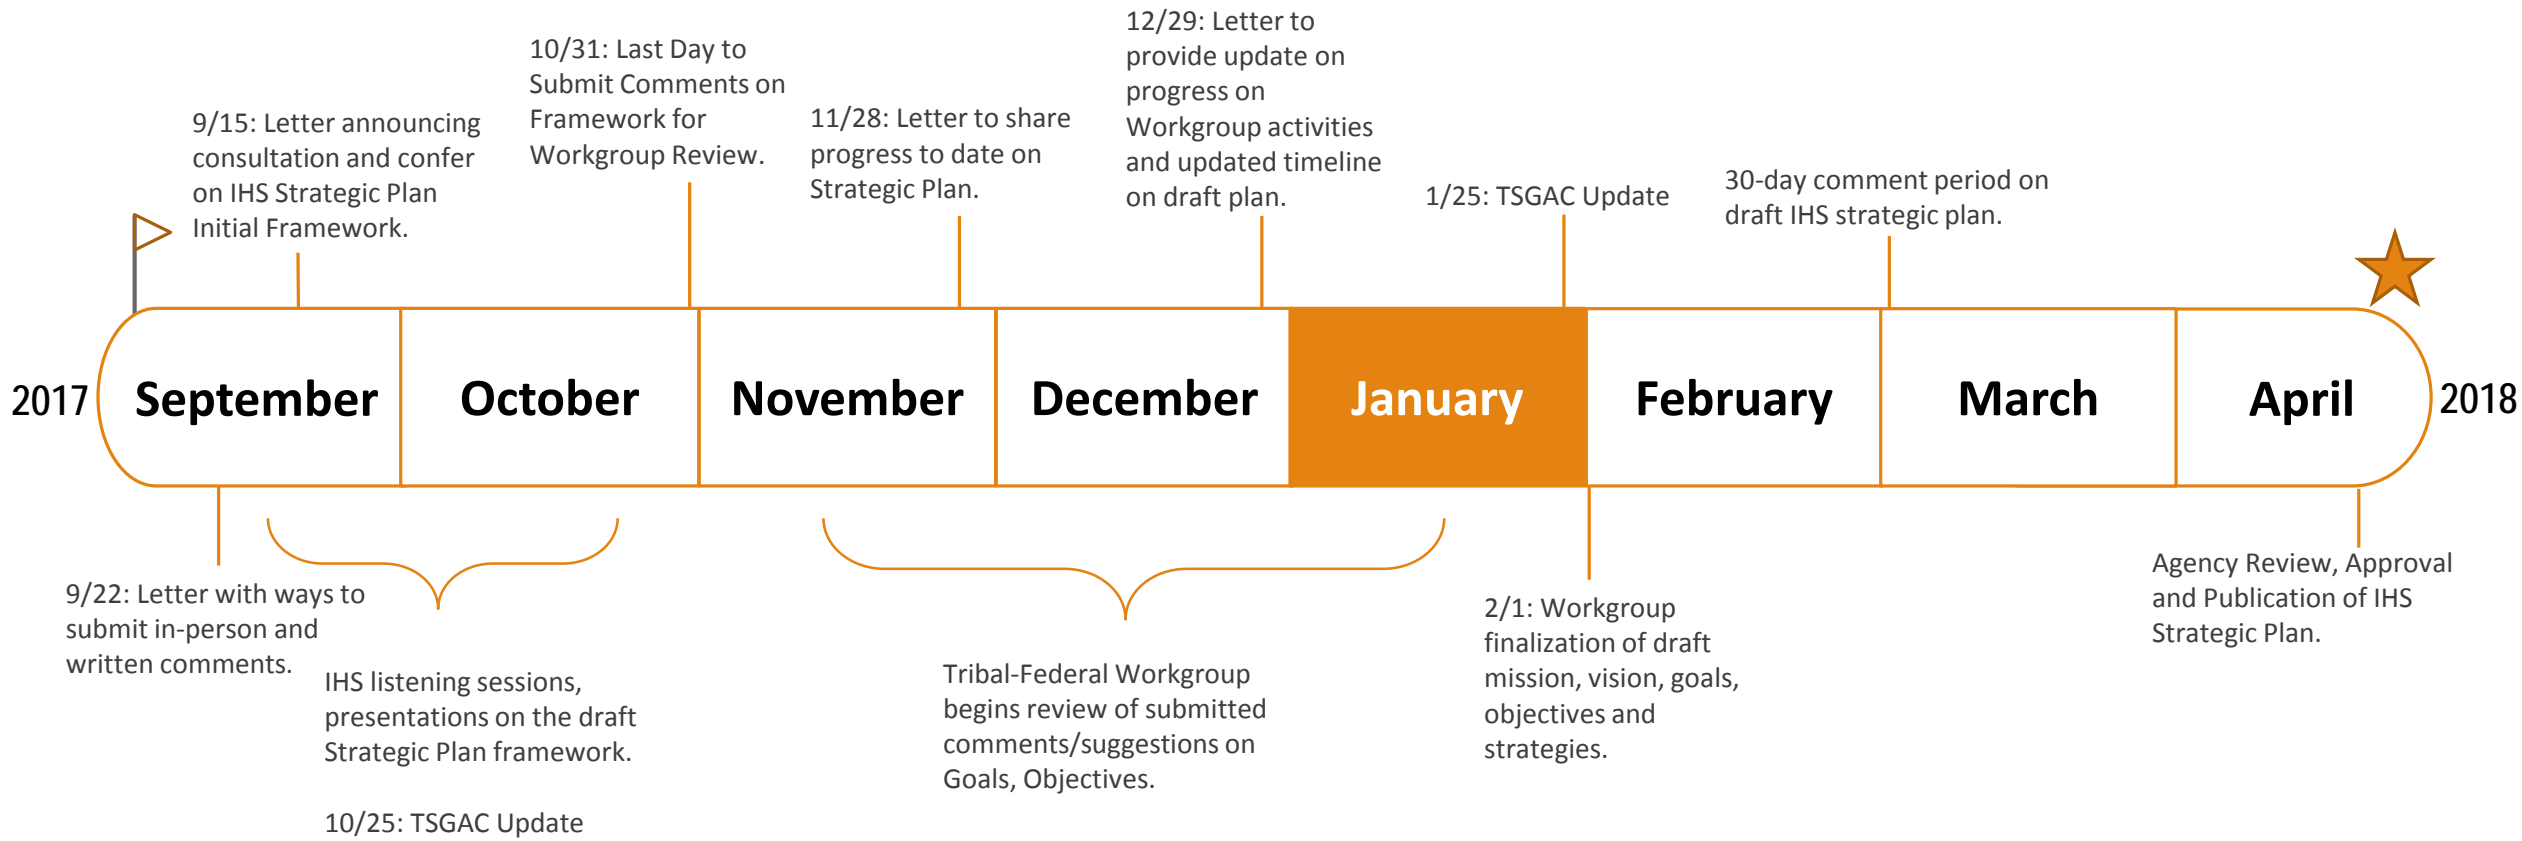 9/15: Letter announcing
consultation and confer
on IHS Strategic Plan
Initial Framework.
10/31: Last Day to
Submit Comments on
Framework for
Workgroup Review.
11/28: Letter to share
progress to date on
Strategic Plan.
12/29: Letter to
provide update on
progress on
Workgroup activities
and updated timeline
on draft plan.
1/25: TSGAC Update
30-day comment period on
draft IHS strategic plan.
2017
September
October
November
December
January
February
March
April
2018
9/22: Letter with ways to
submit in-person and
written comments.
IHS listening sessions,
presentations on the draft
Strategic Plan framework.
10/25: TSGAC Update
Tribal-Federal Workgroup
begins review of submitted
comments/suggestions on
Goals, Objectives.
2/1: Workgroup
finalization of draft
mission, vision, goals,
objectives and
strategies.
Agency Review, Approval
and Publication of IHS
Strategic Plan.